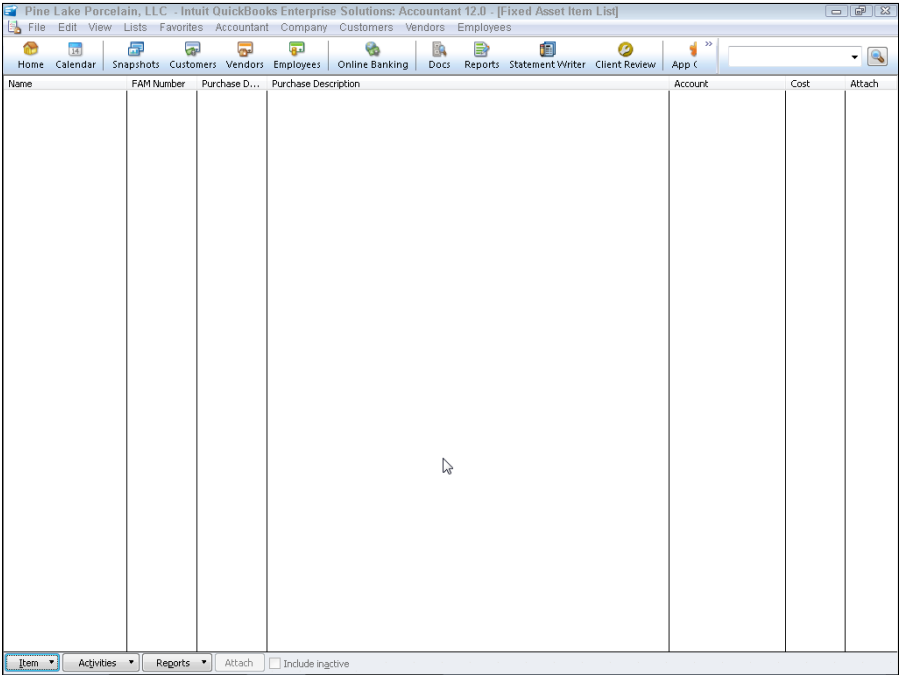 Pine Lake Porcelain, LLC - Intuit QuickBooks Enterprise Solutions: Accountant 12.0 - [Fixed Asset Item List]
File Edit View Lists Favorites Accountant Company Customers Vendors Employees
14
Home Calendar Snapshots Customers Vendors Employees Online Banking Docs Reports Statement Writer Client Review App C »
Name FAM Number Purchase D... Purchase Description Account Cost Attach
Item Activities Reports Attach Include inactive